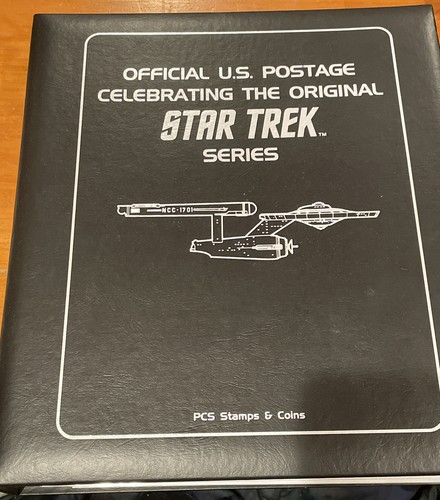 OFFICIAL U.S. POSTAGE
CELEBRATING THE ORIGINAL
STAR TREK™
SERIES
NCC-1701
PCS Stamps & Coins